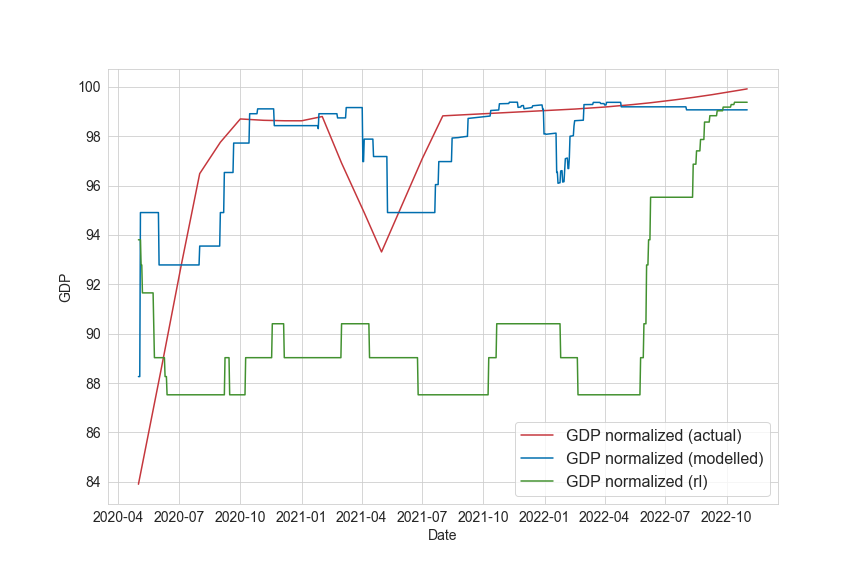 100
98
96
94
92
90
88
86
84
GDP
GDP normalized (actual)
GDP normalized (modelled)
GDP normalized (rl)
2020-04 2020-07 2020-10 2021-01 2021-04 2021-07 2021-10 2022-01 2022-04 2022-07 2022-10
Date